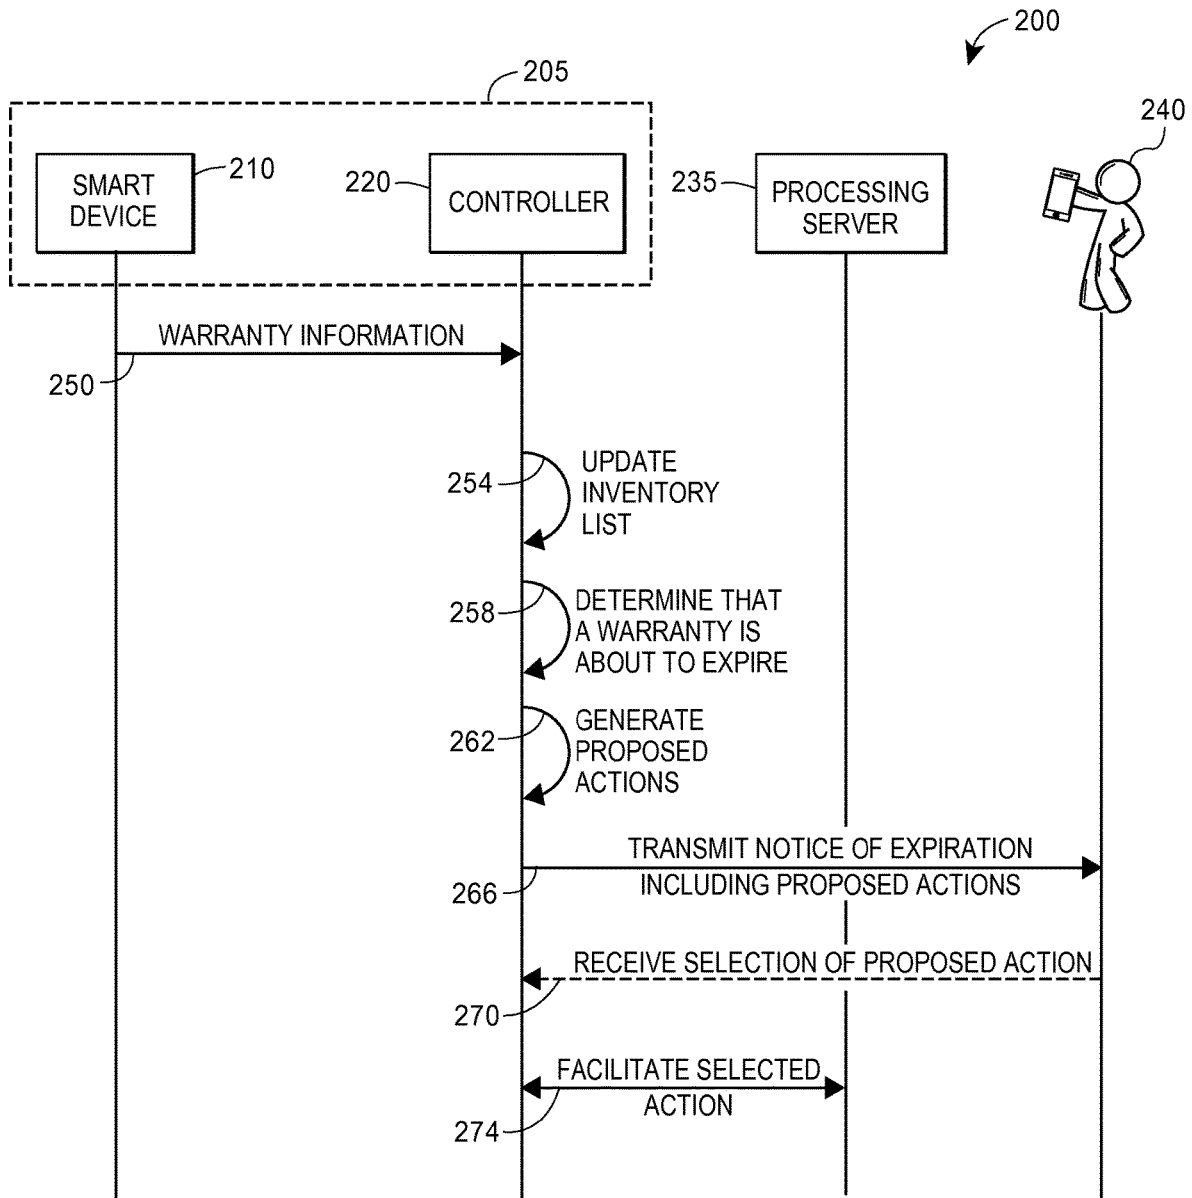 200
205
240
SMART
DEVICE
210
220
CONTROLLER
235
PROCESSING
SERVER
WARRANTY INFORMATION
250
254
UPDATE
INVENTORY
LIST
258
DETERMINE THAT
A WARRANTY IS
ABOUT TO EXPIRE
262
GENERATE
PROPOSED
ACTIONS
TRANSMIT NOTICE OF EXPIRATION
266
INCLUDING PROPOSED ACTIONS
RECEIVE SELECTION OF PROPOSED ACTION
270
FACILITATE SELECTED
ACTION
274